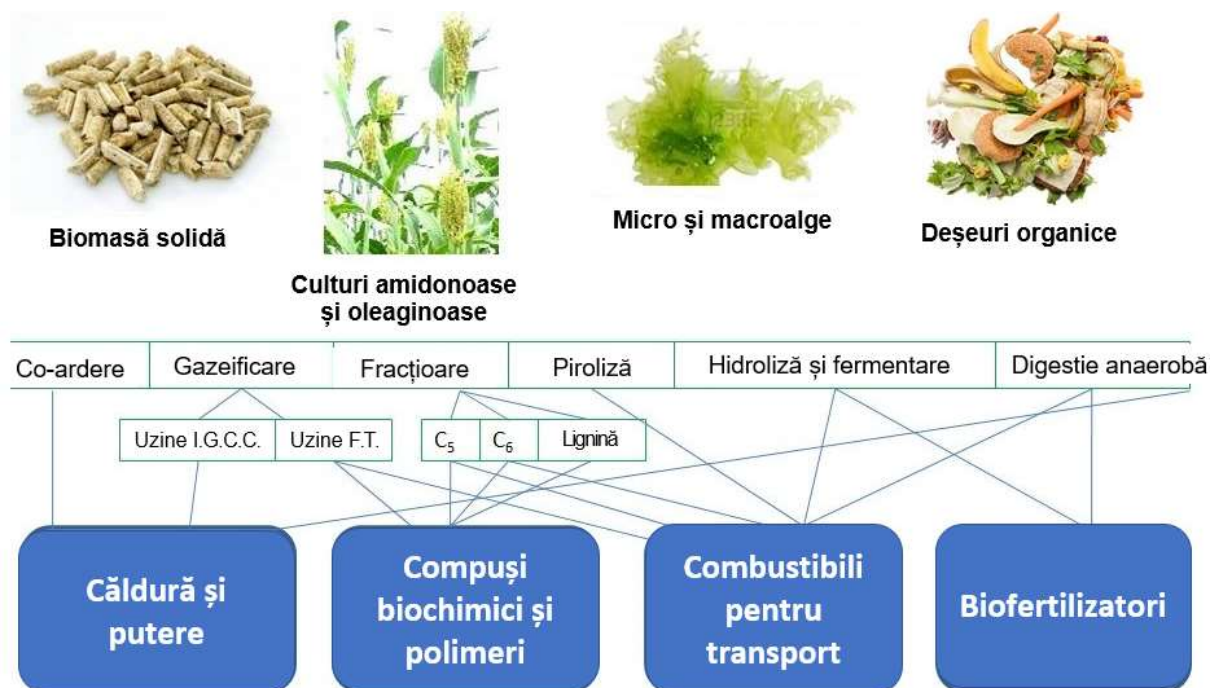 Biomasă solidă
Culturi amidonoase
și oleaginoase
Micro și macroalge
Deșeuri organice
Co-ardere
Gazeificare
Fracțioare
Piroliză
Hidroliză și fermentare
Digestie anaerobă
Uzine I.G.C.C.
Uzine F.T.
C₅
C₆
Lignină
Căldură și
putere
Compuși
biochimici și
polimeri
Combustibili
pentru
transport
Biofertilizatori